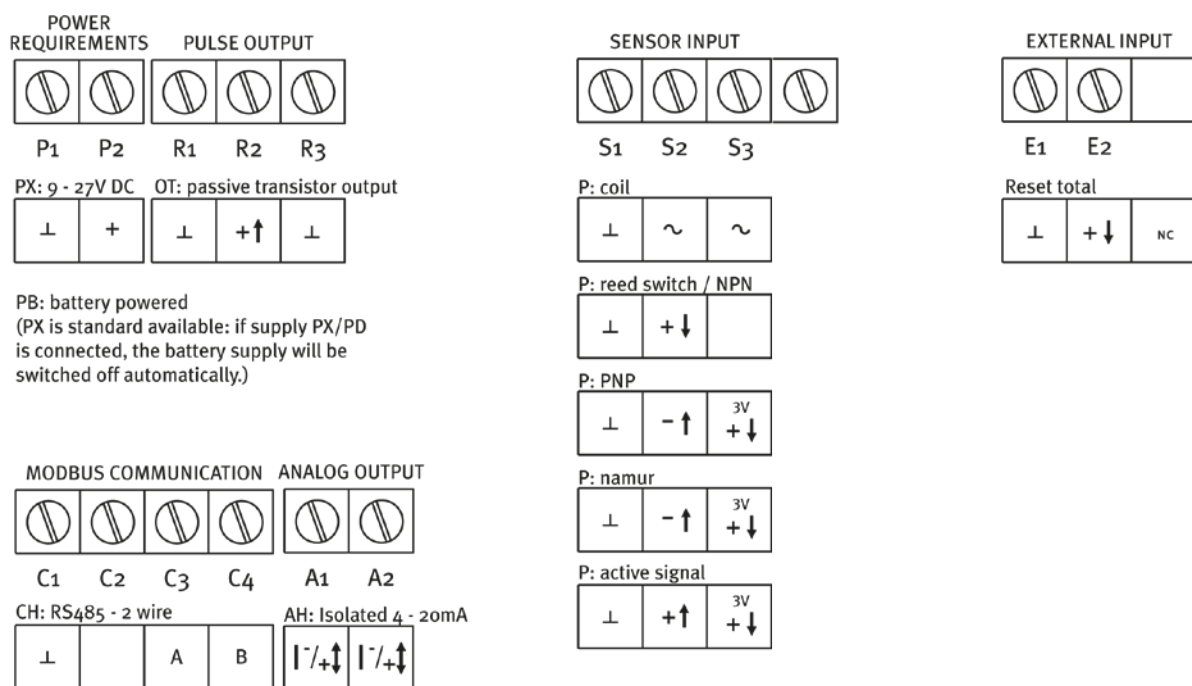 POWER
REQUIREMENTS PULSE OUTPUT
P1 P2 R1 R2 R3
PX: 9 - 27V DC OT: passive transistor output
⊥ + ⊥ +↑ ⊥
PB: battery powered
(PX is standard available: if supply PX/PD
is connected, the battery supply will be
switched off automatically.)
MODBUS COMMUNICATION ANALOG OUTPUT
C1 C2 C3 C4 A1 A2
CH: RS485 - 2 wire AH: Isolated 4 - 20mA
⊥ A B I-/+↕ I-/+↕
SENSOR INPUT
S1 S2 S3
P: coil
⊥ ~ ~
P: reed switch / NPN
⊥ +↓
P: PNP
3V
⊥ -↑ +↓
P: namur
3V
⊥ -↑ +↓
P: active signal
3V
⊥ +↑ +↓
EXTERNAL INPUT
E1 E2
Reset total
⊥ +↓ NC